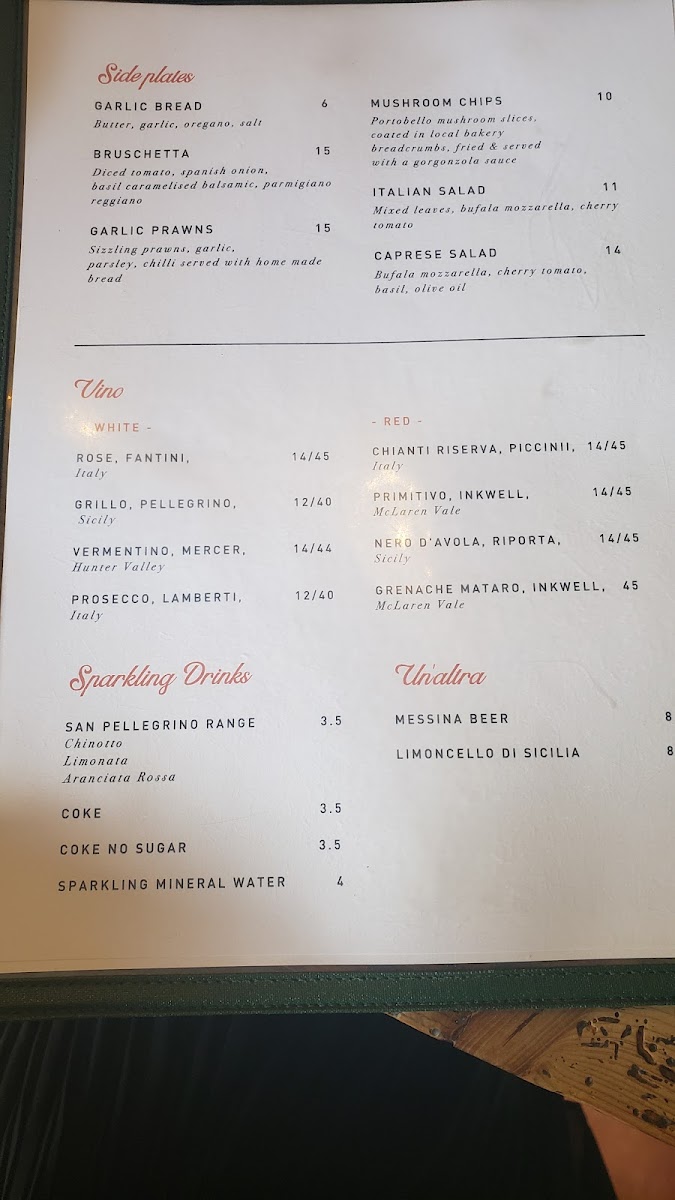 Side plates
GARLIC BREAD 6
Butter, garlic, oregano, salt
BRUSCHETTA 15
Diced tomato, spanish onion,
basil caramelised balsamic, parmigiano
reggiano
GARLIC PRAWNS 15
Sizzling prawns, garlic,
parsley, chilli served with home made
bread
MUSHROOM CHIPS 10
Portobello mushroom slices,
coated in local bakery
breadcrumbs, fried & served
with a gorgonzola sauce
ITALIAN SALAD 11
Mixed leaves, bufala mozzarella, cherry
tomato
CAPRESE SALAD 14
Bufala mozzarella, cherry tomato,
basil, olive oil
Vino
- WHITE -
ROSE, FANTINI, 14/45
Italy
GRILLO, PELLEGRINO, 12/40
Sicily
VERMENTINO, MERCER, 14/44
Hunter Valley
PROSECCO, LAMBERTI, 12/40
Italy
- RED -
CHIANTI RISERVA, PICCINII, 14/45
Italy
PRIMITIVO, INKWELL, 14/45
McLaren Vale
NERO D'AVOLA, RIPORTA, 14/45
Sicily
GRENACHE MATARO, INKWELL, 45
McLaren Vale
Sparkling Drinks
SAN PELLEGRINO RANGE 3.5
Chinotto
Limonata
Aranciata Rossa
COKE 3.5
COKE NO SUGAR 3.5
SPARKLING MINERAL WATER 4
Un'altra
MESSINA BEER 8
LIMONCELLO DI SICILIA 8